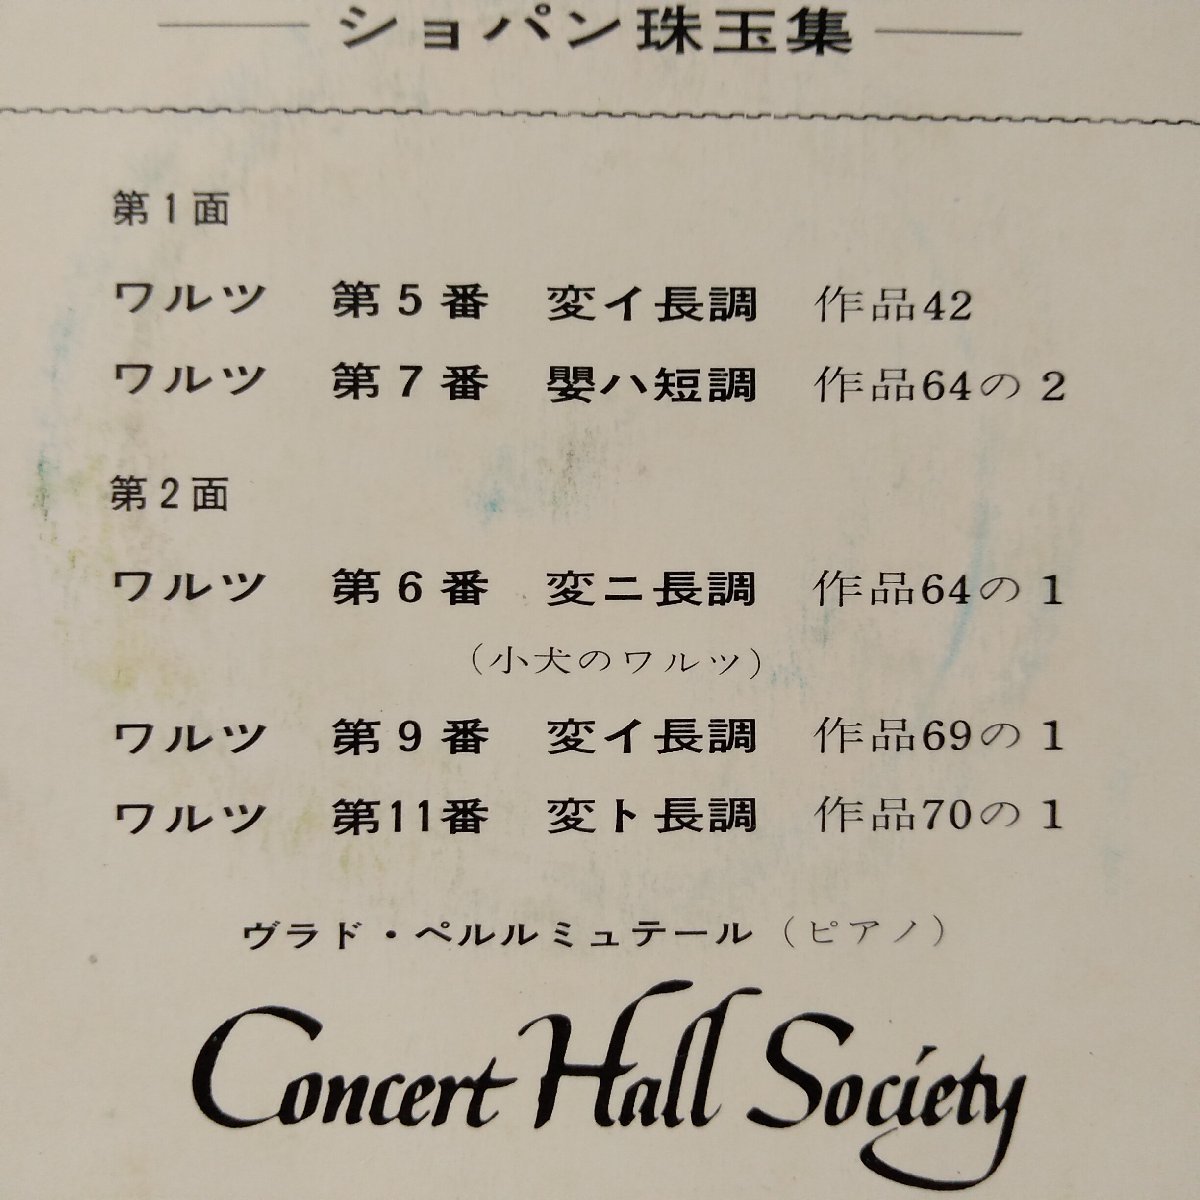 ショパン珠玉集
第1面
ワルツ 第5番 変イ長調 作品42
ワルツ 第7番 嬰ハ短調 作品64の2
第2面
ワルツ 第6番 変ニ長調 作品64の1
(小犬のワルツ)
ワルツ 第9番 変イ長調 作品69の1
ワルツ 第11番 変ト長調 作品70の1
ヴラド・ペルルミュテール (ピアノ)
Concert Hall Society